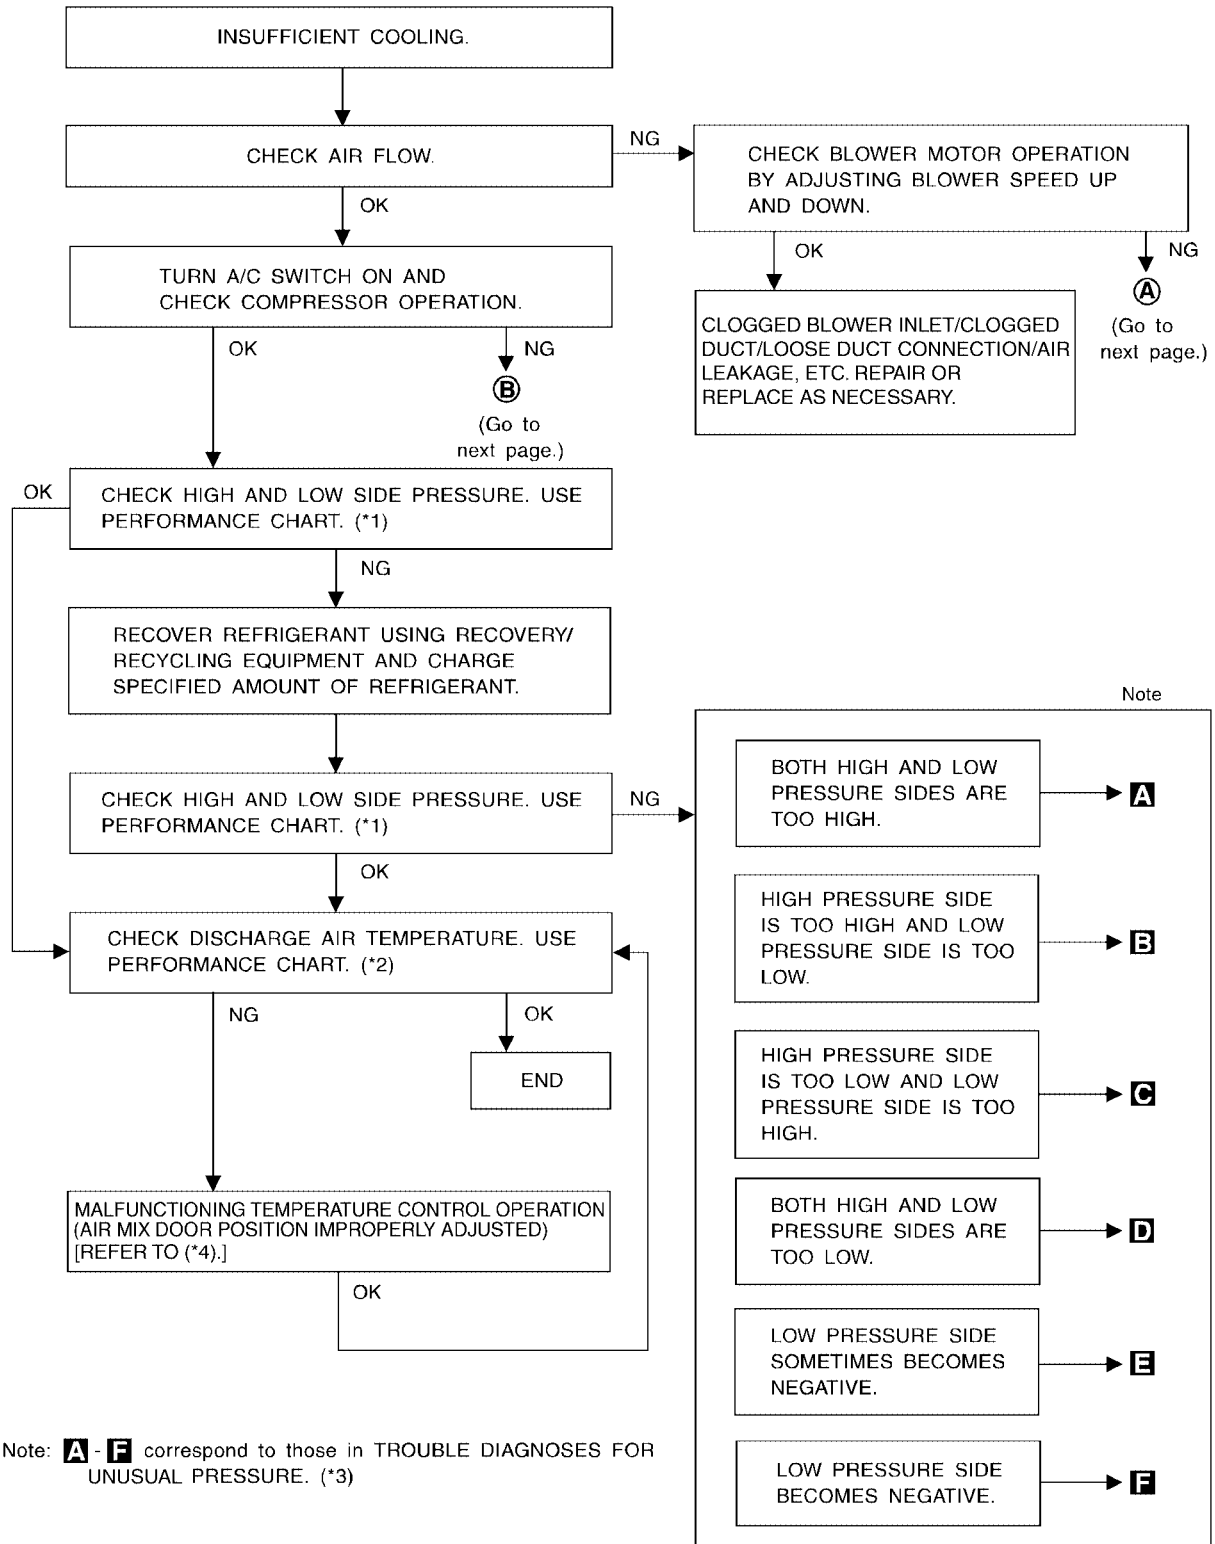 INSUFFICIENT COOLING.
CHECK AIR FLOW.
NG
CHECK BLOWER MOTOR OPERATION
BY ADJUSTING BLOWER SPEED UP
AND DOWN.
OK
OK
NG
TURN A/C SWITCH ON AND
CHECK COMPRESSOR OPERATION.
CLOGGED BLOWER INLET/CLOGGED
DUCT/LOOSE DUCT CONNECTION/AIR
LEAKAGE, ETC. REPAIR OR
REPLACE AS NECESSARY.
A
(Go to
next page.)
OK
NG
B
(Go to
next page.)
OK
CHECK HIGH AND LOW SIDE PRESSURE. USE
PERFORMANCE CHART. (*1)
NG
RECOVER REFRIGERANT USING RECOVERY/
RECYCLING EQUIPMENT AND CHARGE
SPECIFIED AMOUNT OF REFRIGERANT.
CHECK HIGH AND LOW SIDE PRESSURE. USE
PERFORMANCE CHART. (*1)
NG
OK
CHECK DISCHARGE AIR TEMPERATURE. USE
PERFORMANCE CHART. (*2)
NG
OK
END
MALFUNCTIONING TEMPERATURE CONTROL OPERATION
(AIR MIX DOOR POSITION IMPROPERLY ADJUSTED)
[REFER TO (*4).]
OK
Note
BOTH HIGH AND LOW
PRESSURE SIDES ARE
TOO HIGH.
A
HIGH PRESSURE SIDE
IS TOO HIGH AND LOW
PRESSURE SIDE IS TOO
LOW.
B
HIGH PRESSURE SIDE
IS TOO LOW AND LOW
PRESSURE SIDE IS TOO
HIGH.
C
BOTH HIGH AND LOW
PRESSURE SIDES ARE
TOO LOW.
D
LOW PRESSURE SIDE
SOMETIMES BECOMES
NEGATIVE.
E
LOW PRESSURE SIDE
BECOMES NEGATIVE.
F
Note: A - F correspond to those in TROUBLE DIAGNOSES FOR
UNUSUAL PRESSURE. (*3)